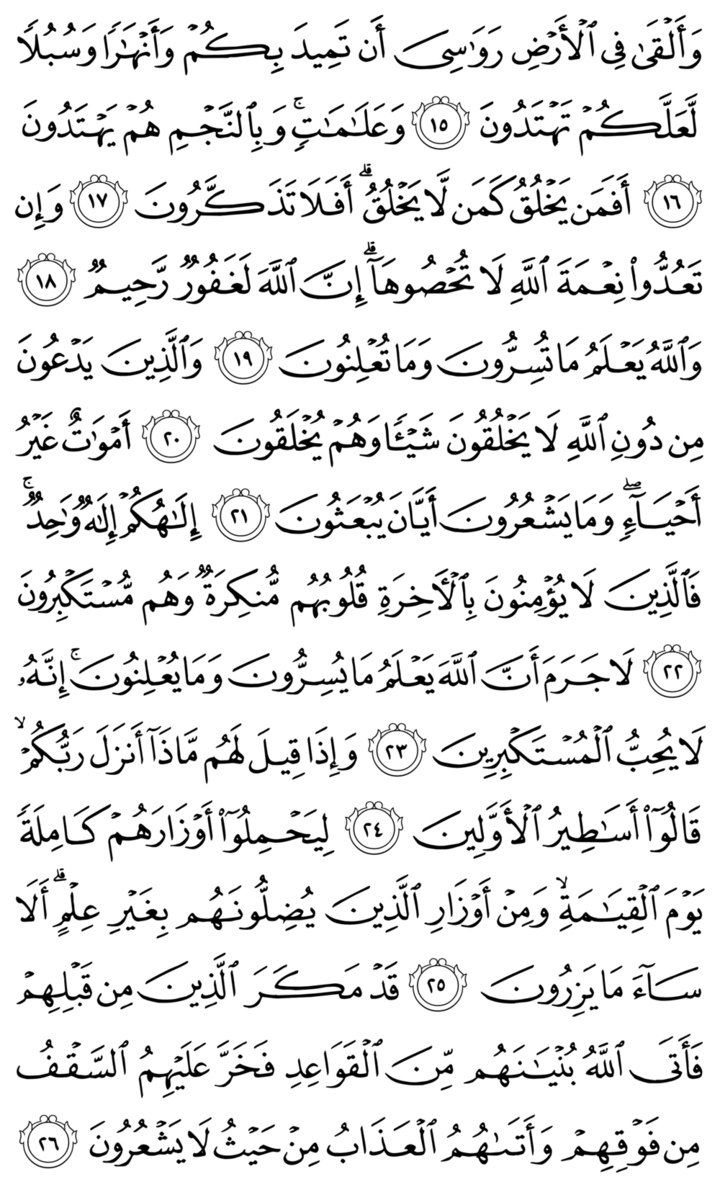 وَأَلْقَىٰ فِى ٱلْأَرْضِ رَوَٰسِىَ أَن تَمِيدَ بِكُمْ وَأَنْهَٰرًا وَسُبُلًا
لَّعَلَّكُمْ تَهْتَدُونَ ١٥ وَعَلَٰمَٰتٍ ۚ وَبِٱلنَّجْمِ هُمْ يَهْتَدُونَ
١٦ أَفَمَن يَخْلُقُ كَمَن لَّا يَخْلُقُ ۗ أَفَلَا تَذَكَّرُونَ ١٧ وَإِن
تَعُدُّوا۟ نِعْمَةَ ٱللَّهِ لَا تُحْصُوهَآ ۗ إِنَّ ٱللَّهَ لَغَفُورٌ رَّحِيمٌ ١٨
وَٱللَّهُ يَعْلَمُ مَا تُسِرُّونَ وَمَا تُعْلِنُونَ ١٩ وَٱلَّذِينَ يَدْعُونَ
مِن دُونِ ٱللَّهِ لَا يَخْلُقُونَ شَيْـًٔا وَهُمْ يُخْلَقُونَ ٢٠ أَمْوَٰتٌ غَيْرُ
أَحْيَآءٍ ۖ وَمَا يَشْعُرُونَ أَيَّانَ يُبْعَثُونَ ٢١ إِلَٰهُكُمْ إِلَٰهٌ وَٰحِدٌ ۚ
فَٱلَّذِينَ لَا يُؤْمِنُونَ بِٱلْـَٔاخِرَةِ قُلُوبُهُم مُّنكِرَةٌ وَهُم مُّسْتَكْبِرُونَ
٢٢ لَا جَرَمَ أَنَّ ٱللَّهَ يَعْلَمُ مَا يُسِرُّونَ وَمَا يُعْلِنُونَ ۚ إِنَّهُۥ
لَا يُحِبُّ ٱلْمُسْتَكْبِرِينَ ٢٣ وَإِذَا قِيلَ لَهُم مَّاذَآ أَنزَلَ رَبُّكُمْ ۙ
قَالُوٓا۟ أَسَٰطِيرُ ٱلْأَوَّلِينَ ٢٤ لِيَحْمِلُوٓا۟ أَوْزَارَهُمْ كَامِلَةً
يَوْمَ ٱلْقِيَٰمَةِ ۙ وَمِنْ أَوْزَارِ ٱلَّذِينَ يُضِلُّونَهُم بِغَيْرِ عِلْمٍ ۗ أَلَا
سَآءَ مَا يَزِرُونَ ٢٥ قَدْ مَكَرَ ٱلَّذِينَ مِن قَبْلِهِمْ
فَأَتَى ٱللَّهُ بُنْيَٰنَهُم مِّنَ ٱلْقَوَاعِدِ فَخَرَّ عَلَيْهِمُ ٱلسَّقْفُ
مِن فَوْقِهِمْ وَأَتَىٰهُمُ ٱلْعَذَابُ مِنْ حَيْثُ لَا يَشْعُرُونَ ٢٦